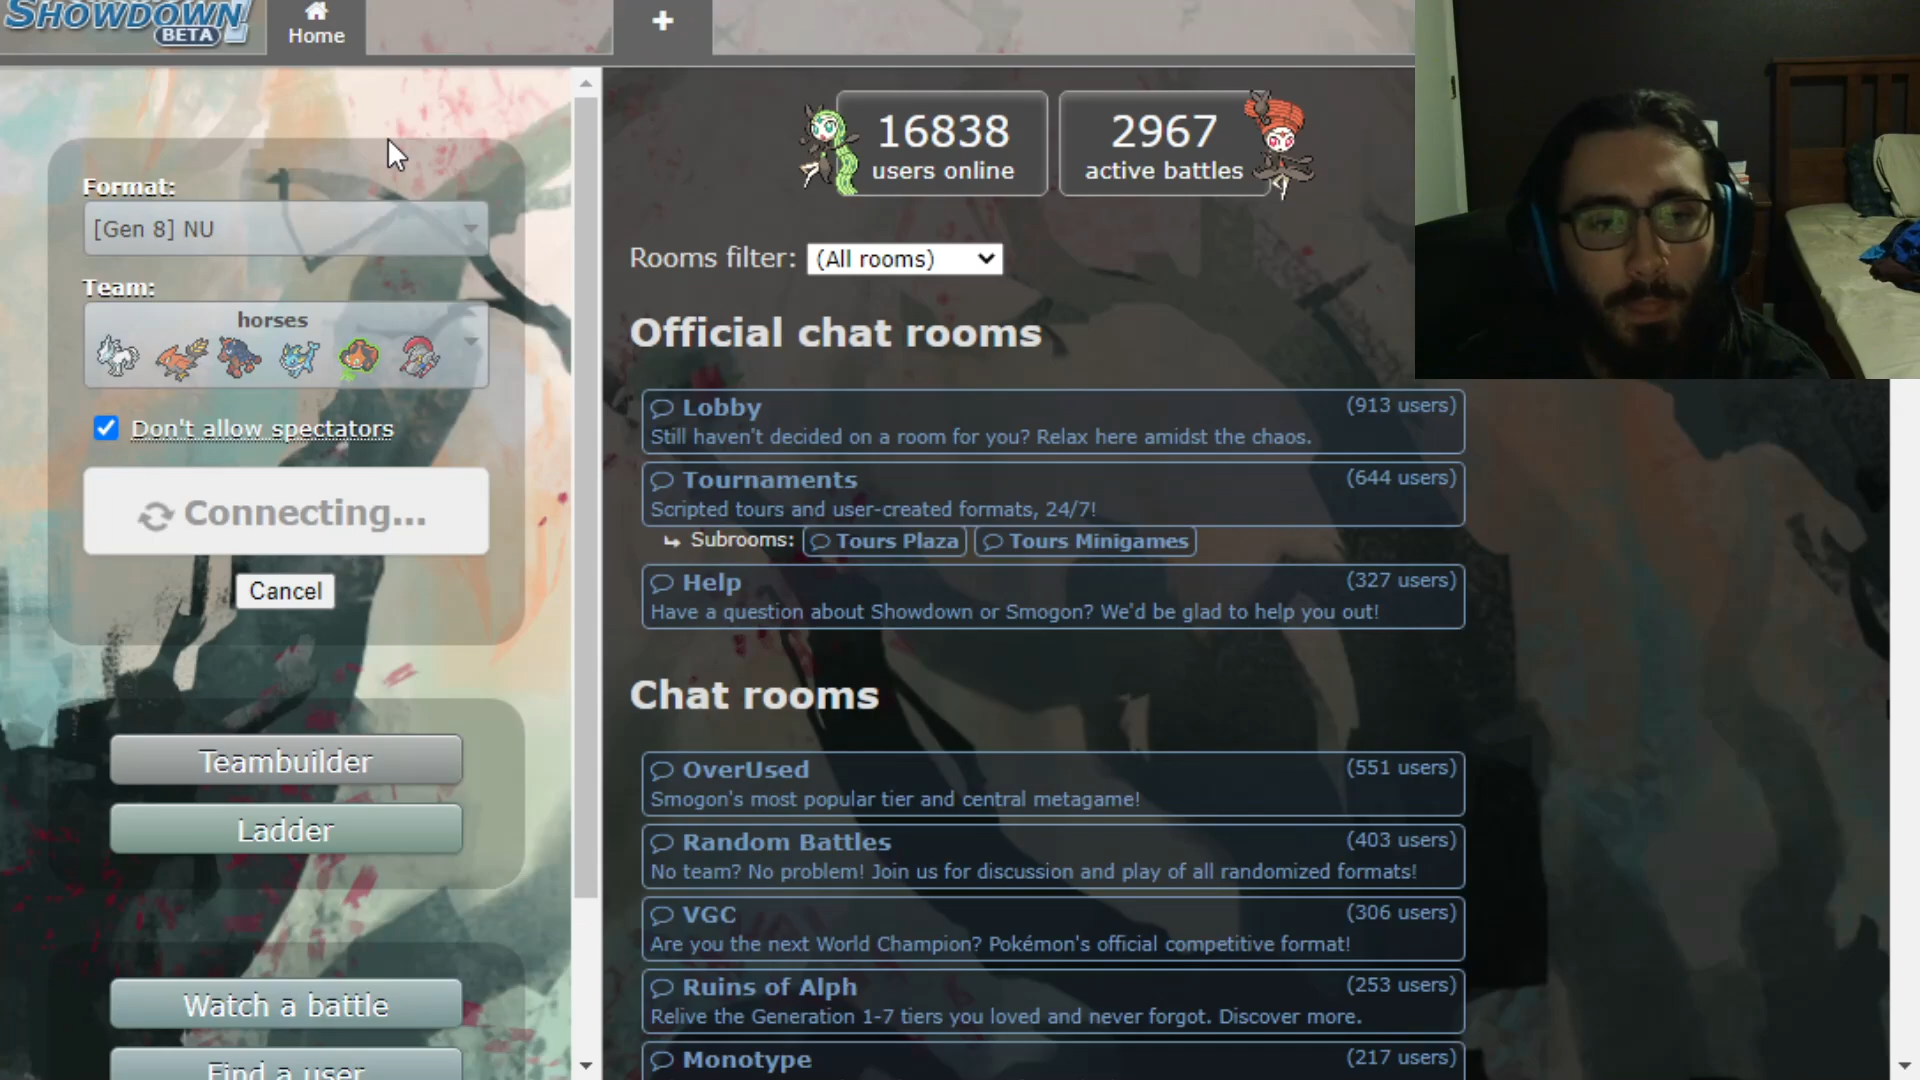 SHOWDOWN
BETA
Home
+
Format:
[Gen 8] NU
Team:
horses
Don't allow spectators
Connecting...
Cancel
Teambuilder
Ladder
Watch a battle
Find a user
16838
users online
2967
active battles
Rooms filter: (All rooms)
Official chat rooms
Lobby (913 users)
Still haven't decided on a room for you? Relax here amidst the chaos.
Tournaments (644 users)
Scripted tours and user-created formats, 24/7!
Subrooms: Tours Plaza Tours Minigames
Help (327 users)
Have a question about Showdown or Smogon? We'd be glad to help you out!
Chat rooms
OverUsed (551 users)
Smogon's most popular tier and central metagame!
Random Battles (403 users)
No team? No problem! Join us for discussion and play of all randomized formats!
VGC (306 users)
Are you the next World Champion? Pokémon's official competitive format!
Ruins of Alph (253 users)
Relive the Generation 1-7 tiers you loved and never forgot. Discover more.
Monotype (217 users)